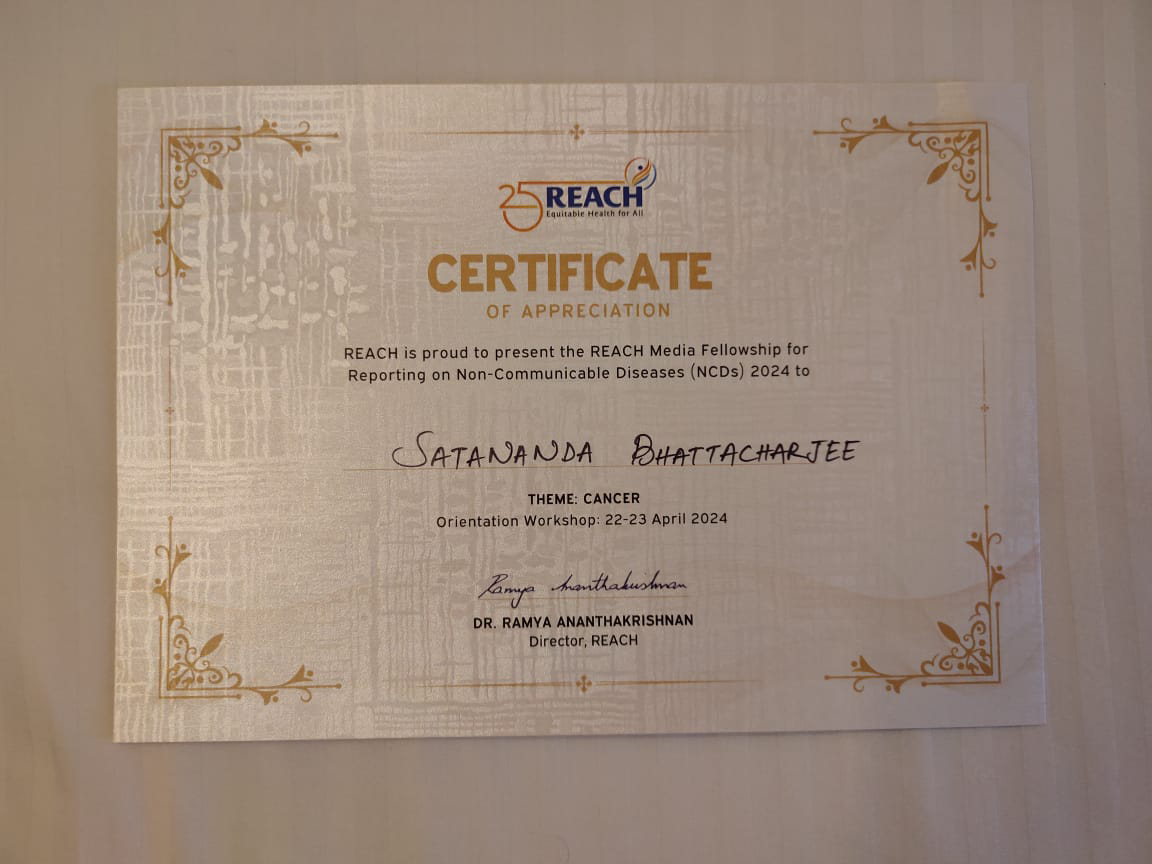 25 REACH
Equitable Health for All
CERTIFICATE
OF APPRECIATION
REACH is proud to present the REACH Media Fellowship for
Reporting on Non-Communicable Diseases (NCDs) 2024 to
SATANANDA BHATTACHARJEE
THEME: CANCER
Orientation Workshop: 22-23 April 2024
Ramya Ananthakrishnan
DR. RAMYA ANANTHAKRISHNAN
Director, REACH